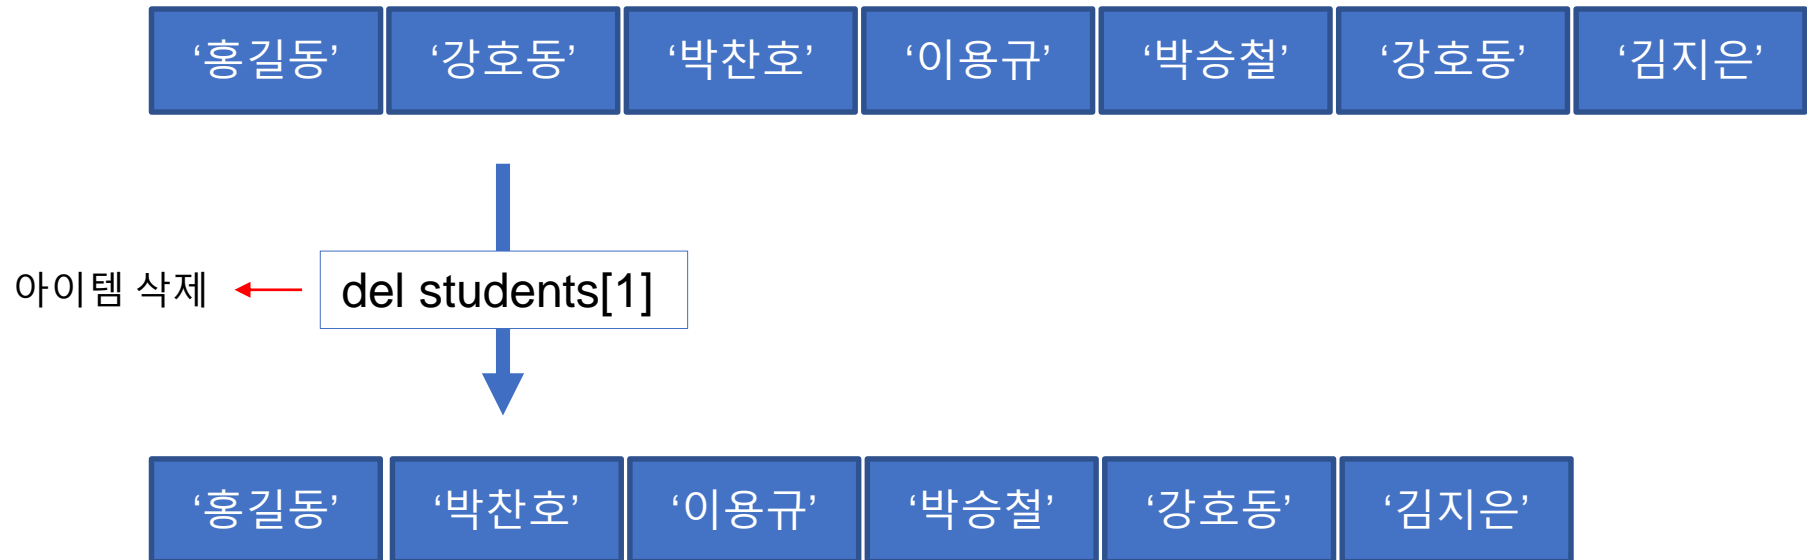 ‘홍길동’ ‘강호동’ ‘박찬호’ ‘이용규’ ‘박승철’ ‘강호동’ ‘김지은’
아이템 삭제 del students[1]
‘홍길동’ ‘박찬호’ ‘이용규’ ‘박승철’ ‘강호동’ ‘김지은’